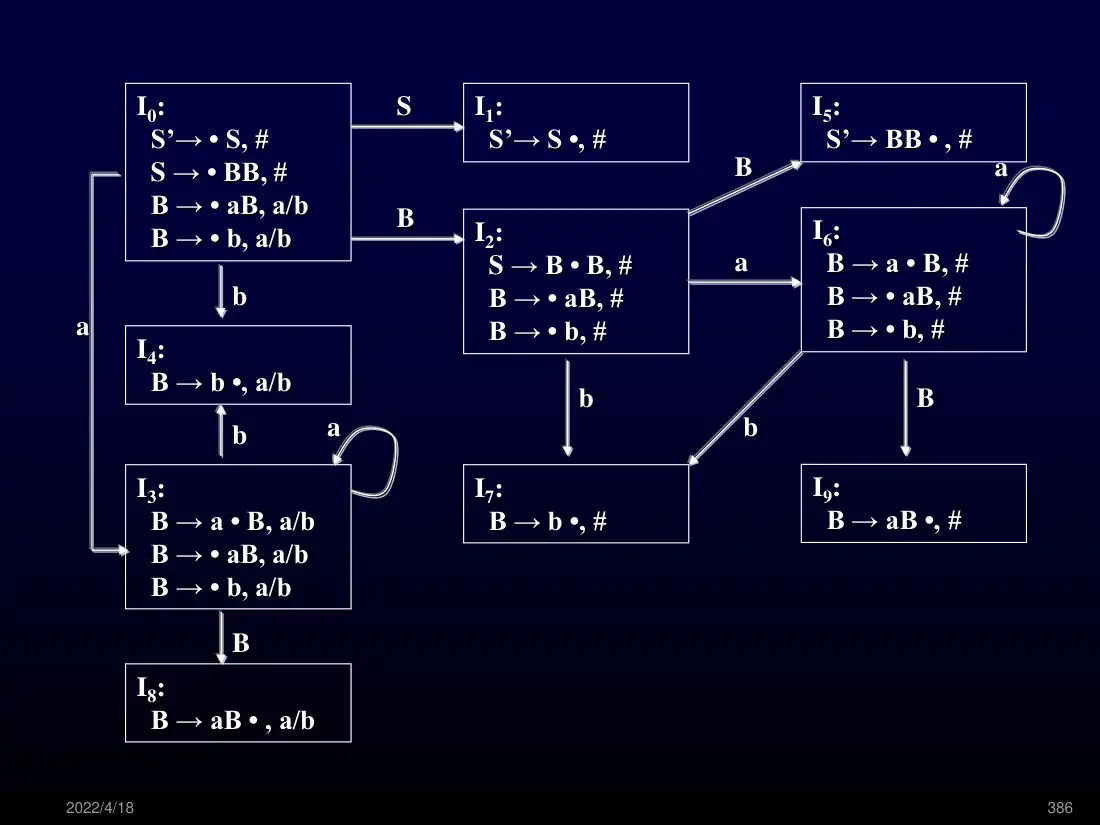 I0:
S’→ • S, #
S → • BB, #
B → • aB, a/b
B → • b, a/b
S
I1:
S’→ S •, #
I5:
S’→ BB • , #
B
a
B
I2:
S → B • B, #
B → • aB, #
B → • b, #
a
I6:
B → a • B, #
B → • aB, #
B → • b, #
b
a
I4:
B → b •, a/b
b
b
B
b
a
I3:
B → a • B, a/b
B → • aB, a/b
B → • b, a/b
I7:
B → b •, #
I9:
B → aB •, #
B
I8:
B → aB • , a/b
2022/4/18
386